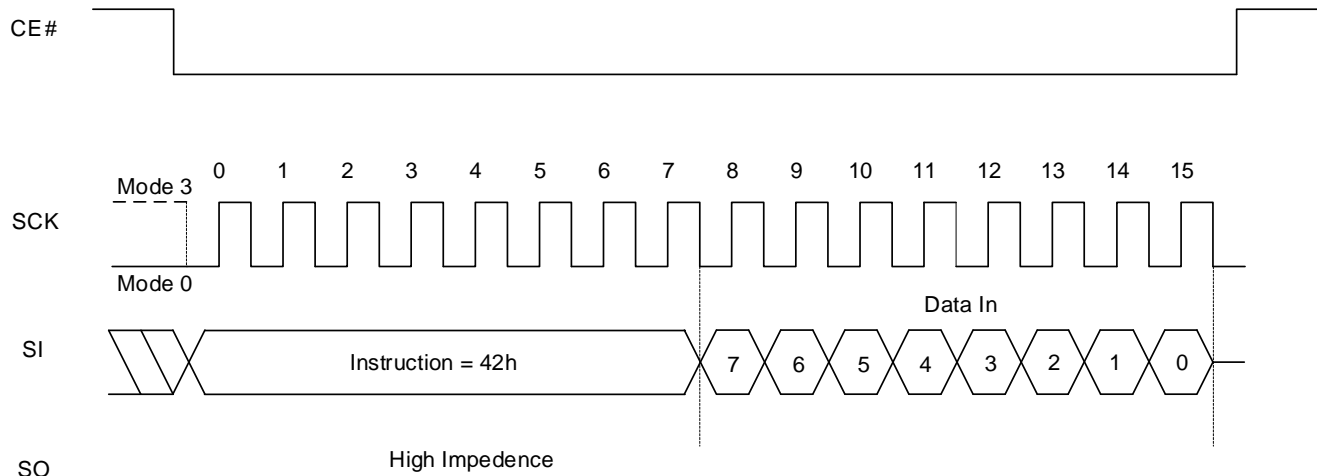 CE#
0 1 2 3 4 5 6 7 8 9 10 11 12 13 14 15
Mode 3
SCK
Mode 0
Data In
SI
Instruction = 42h
7 6 5 4 3 2 1 0
High Impedence
SO